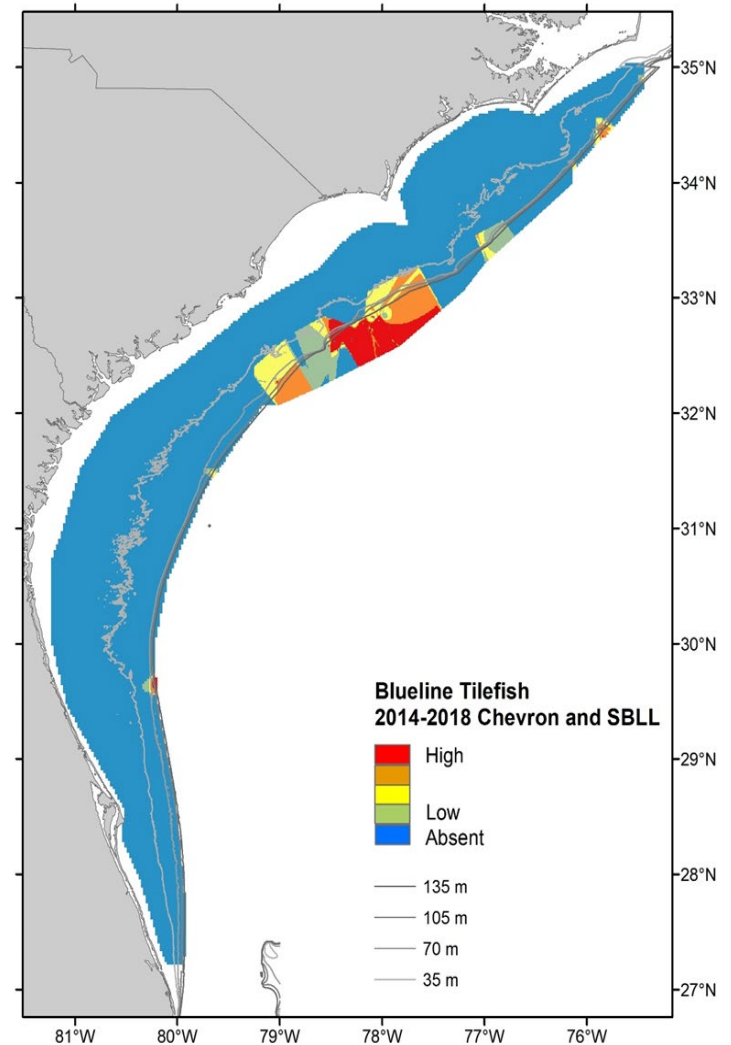 35°N
34°N
33°N
32°N
31°N
30°N
29°N
28°N
27°N
Blueline Tilefish
2014-2018 Chevron and SBLL
High
Low
Absent
135 m
105 m
70 m
35 m
81°W
80°W
79°W
78°W
77°W
76°W